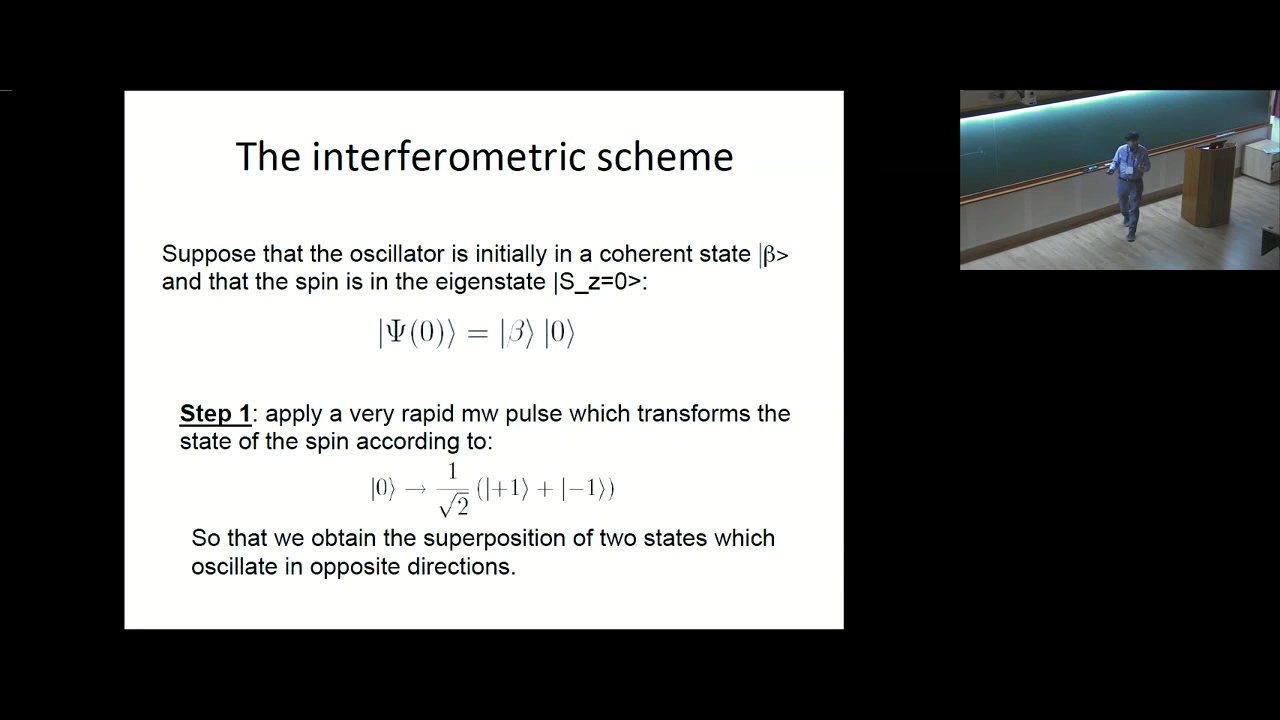 The interferometric scheme
Suppose that the oscillator is initially in a coherent state |β>
and that the spin is in the eigenstate |S_z=0>:
|Ψ(0)⟩ = |β⟩ |0⟩
Step 1: apply a very rapid mw pulse which transforms the
state of the spin according to:
|0⟩ → 1/√2 (|+1⟩ + |−1⟩)
So that we obtain the superposition of two states which
oscillate in opposite directions.